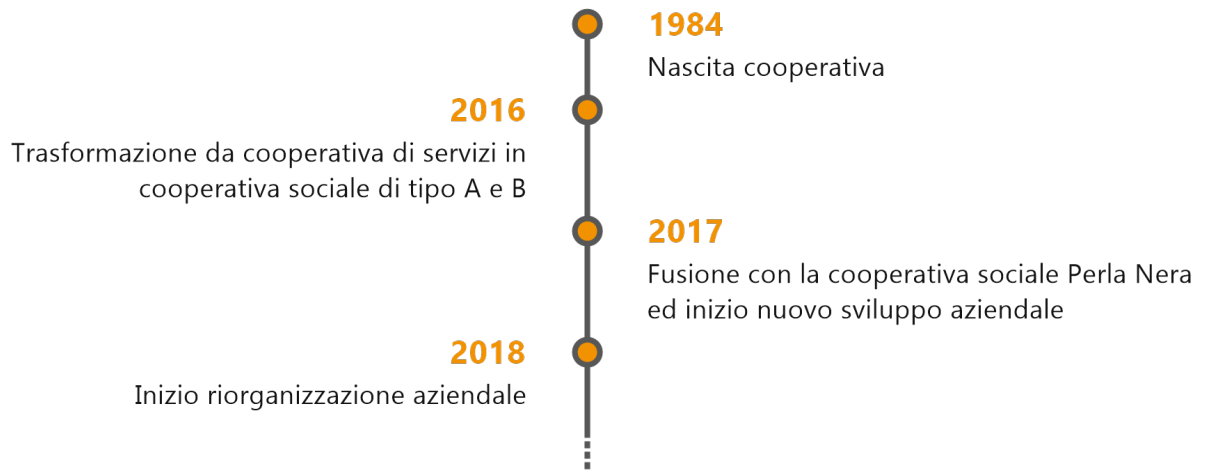 1984
Nascita cooperativa
2016
Trasformazione da cooperativa di servizi in
cooperativa sociale di tipo A e B
2017
Fusione con la cooperativa sociale Perla Nera
ed inizio nuovo sviluppo aziendale
2018
Inizio riorganizzazione aziendale